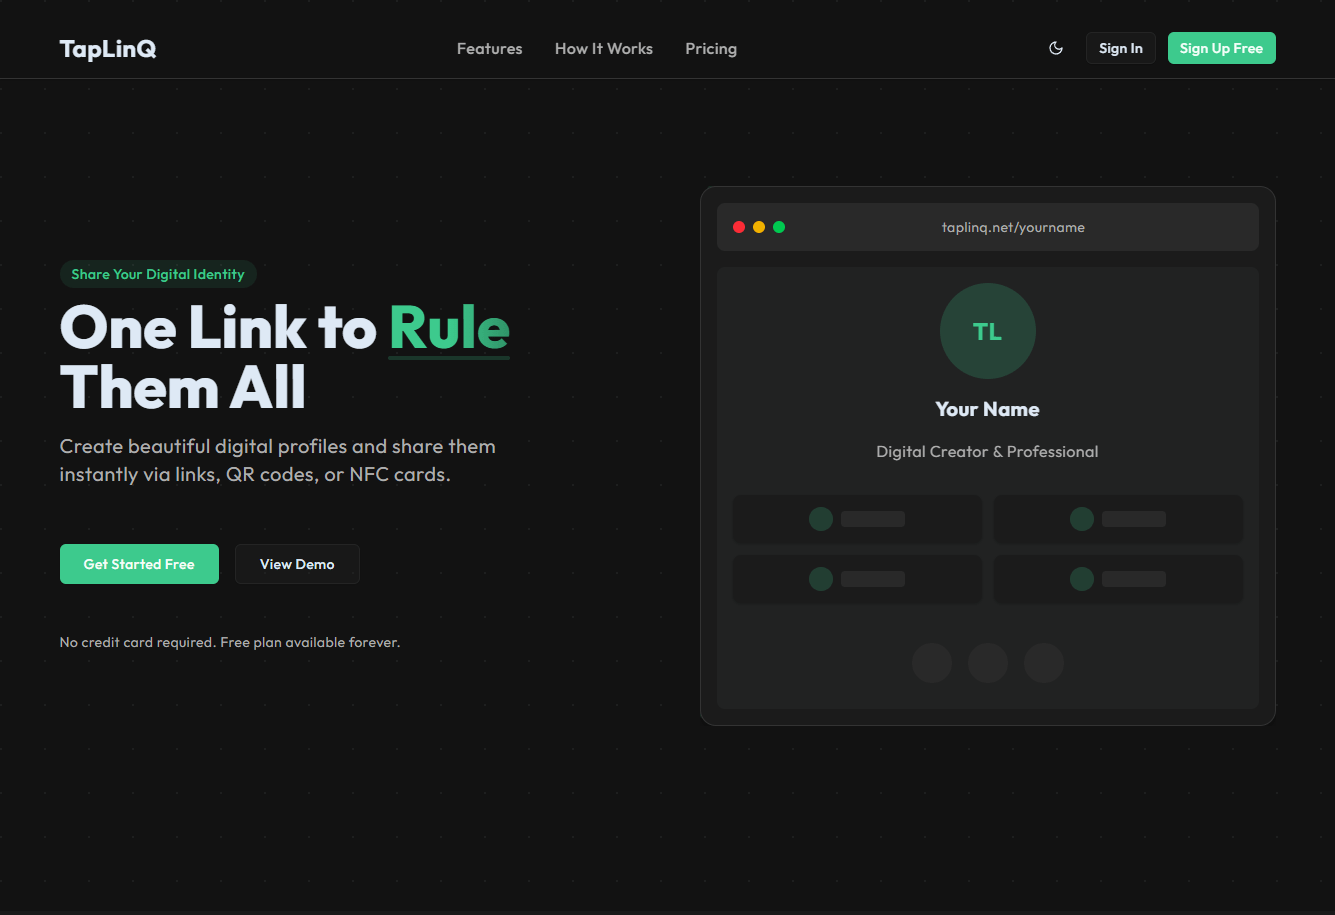 TapLinQ
Features
How It Works
Pricing
Sign In
Sign Up Free
Share Your Digital Identity
One Link to Rule
Them All
Create beautiful digital profiles and share them
instantly via links, QR codes, or NFC cards.
Get Started Free
View Demo
No credit card required. Free plan available forever.
taplinq.net/yourname
TL
Your Name
Digital Creator & Professional